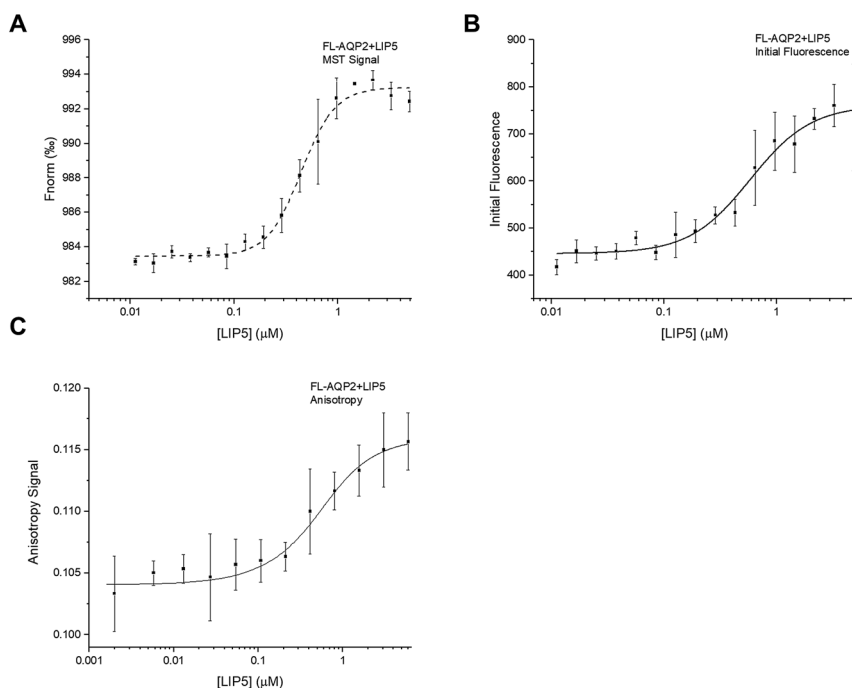 A
FL-AQP2+LIP5
MST Signal
996
994
992
990
988
986
984
982
Fnorm (‰)
0.01
0.1
1
[LIP5] (μM)
B
FL-AQP2+LIP5
Initial Fluorescence
900
800
700
600
500
400
Initial Fluorescence
0.01
0.1
1
[LIP5] (μM)
C
FL-AQP2+LIP5
Anisotropy
0.120
0.115
0.110
0.105
0.100
Anisotropy Signal
0.001
0.01
0.1
1
[LIP5] (μM)